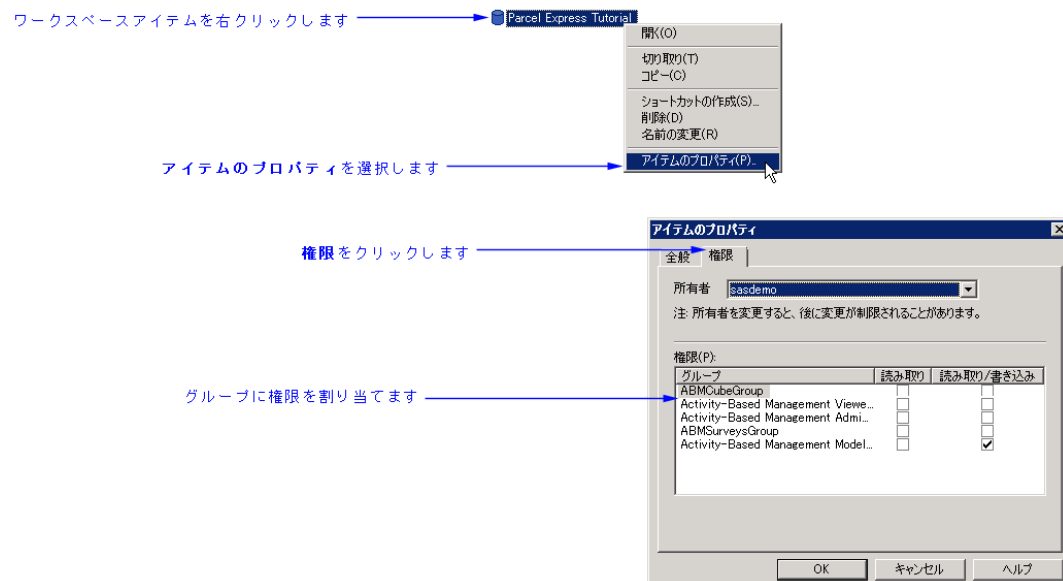 ワークスペースアイテムを右クリックします
Parcel Express Tutorial
開く(O)
切り取り(T)
コピー(C)
ショートカットの作成(S)...
削除(D)
名前の変更(R)
アイテムのプロパティ(P)...
アイテムのプロパティを選択します
アイテムのプロパティ
権限をクリックします
全般 権限
所有者 sasdemo
注: 所有者を変更すると、後に変更が制限されることがあります。
権限(P):
グループ 読み取り 読み取り/書き込み
グループに権限を割り当てます
ABMCubeGroup
Activity-Based Management Viewe...
Activity-Based Management Admi...
ABMSurveysGroup
Activity-Based Management Model...
OK キャンセル ヘルプ